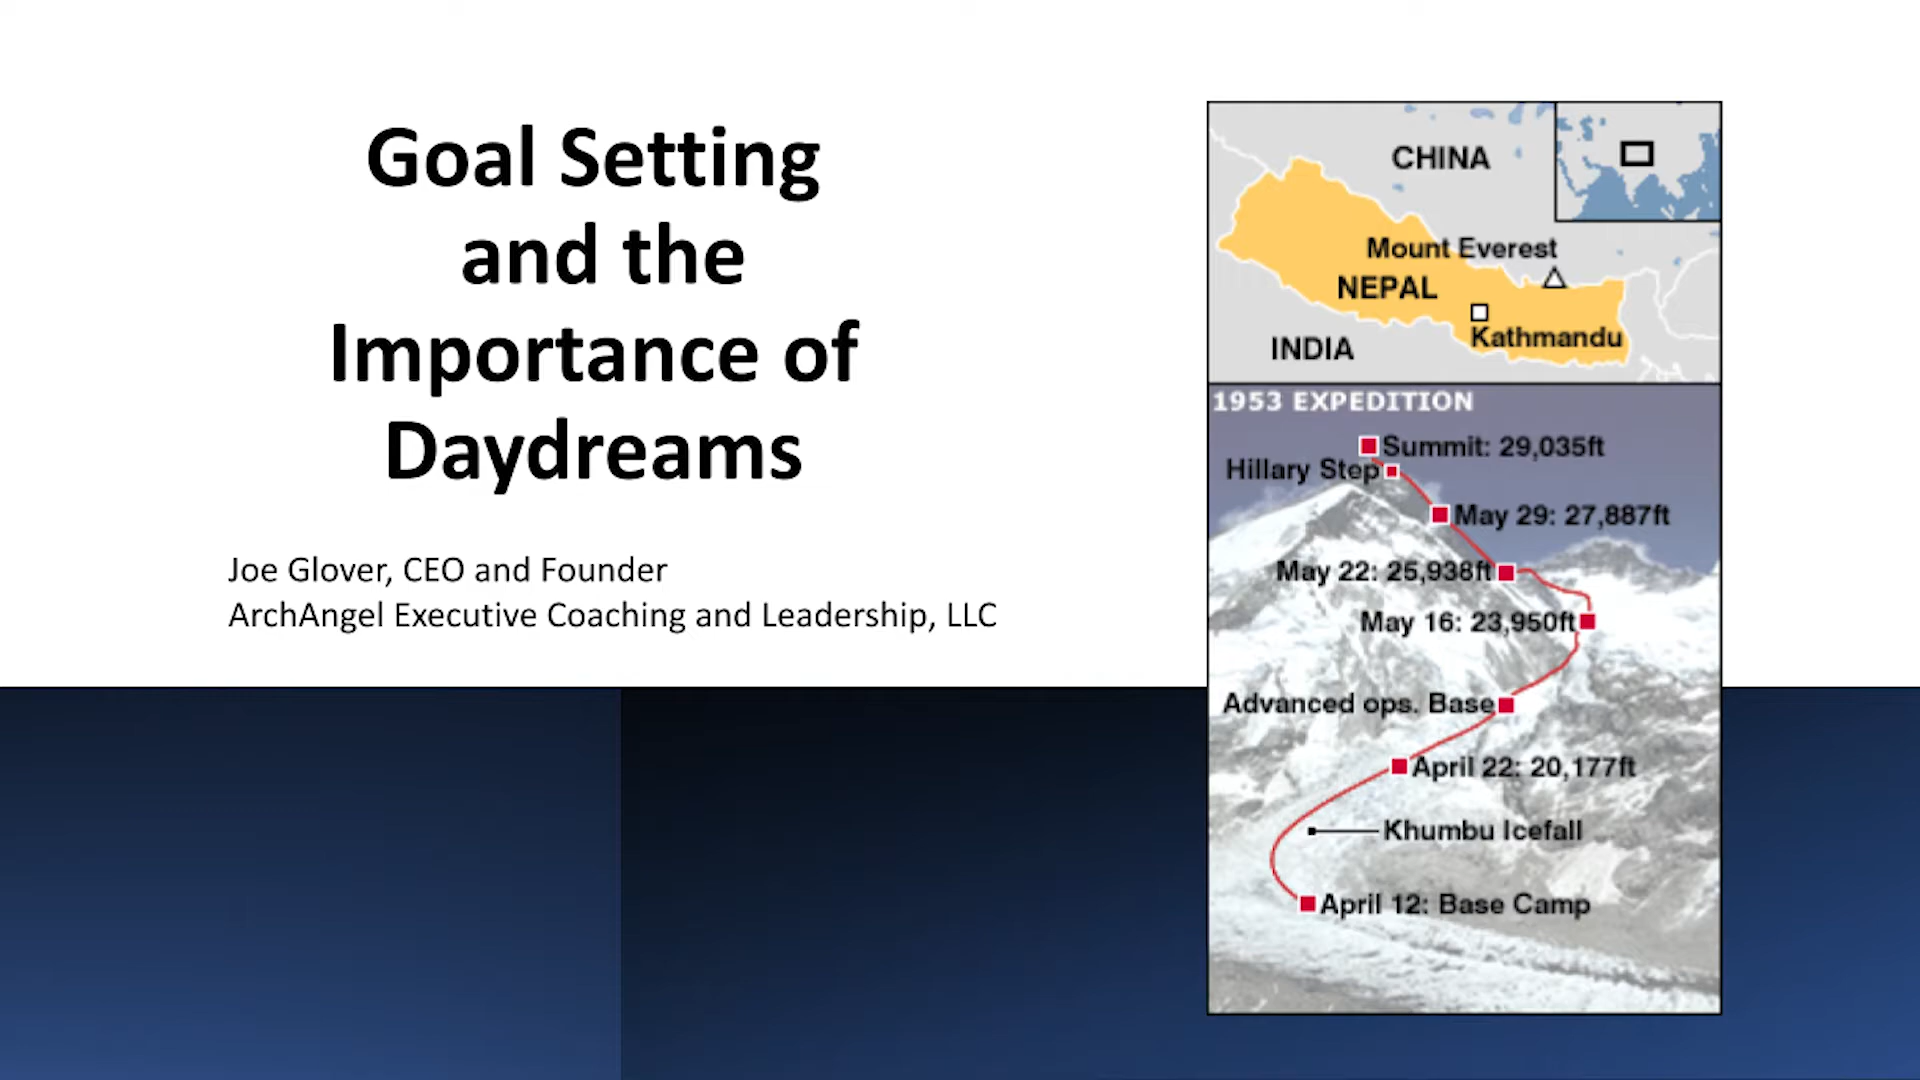 Goal Setting
and the
Importance of
Daydreams
Joe Glover, CEO and Founder
ArchAngel Executive Coaching and Leadership, LLC
CHINA
Mount Everest
NEPAL
Kathmandu
INDIA
1953 EXPEDITION
Summit: 29,035ft
Hillary Step
May 29: 27,887ft
May 22: 25,938ft
May 16: 23,950ft
Advanced ops. Base
April 22: 20,177ft
Khumbu Icefall
April 12: Base Camp